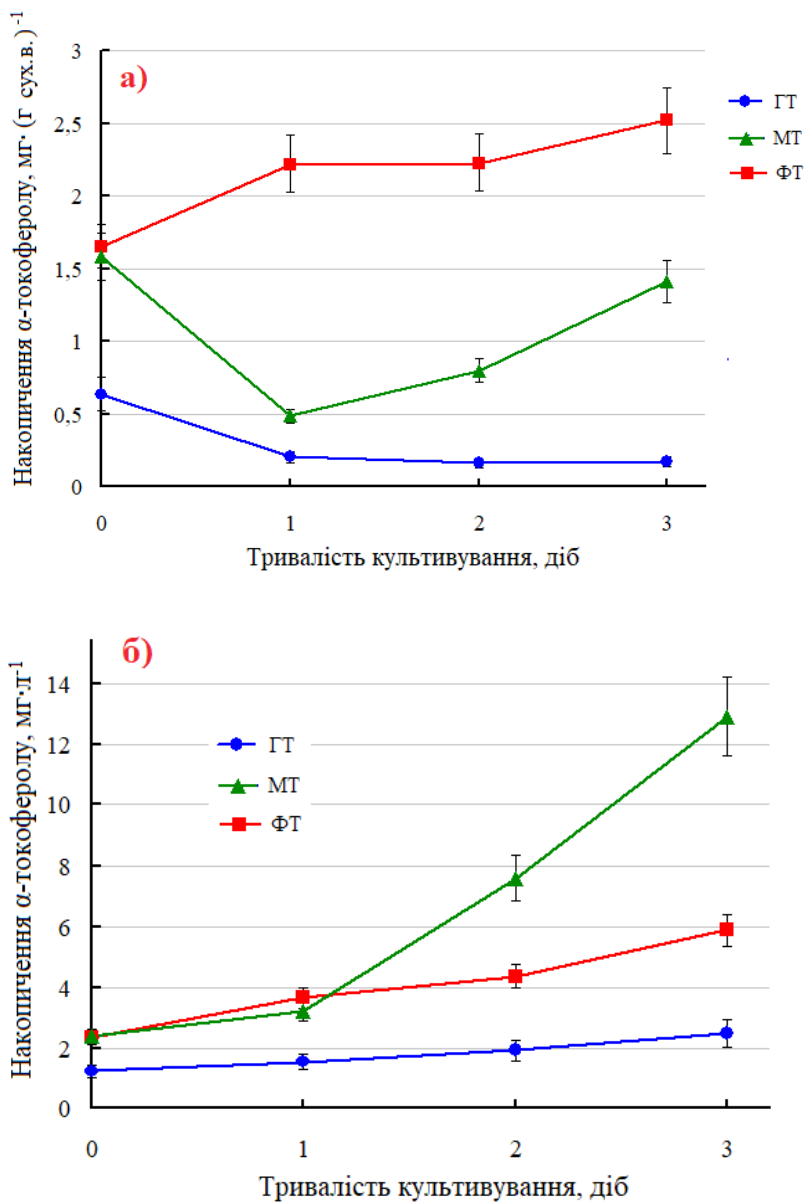 Накопичення α-токоферолу, мг· (г сух.в.)⁻¹
а)
3
2.5
2
1.5
1
0.5
0
0 1 2 3
Тривалість культивування, діб
ГТ
МТ
ФТ
Накопичення α-токоферолу, мг·л⁻¹
б)
14
12
10
8
6
4
2
0
ГТ
МТ
ФТ
0 1 2 3
Тривалість культивування, діб